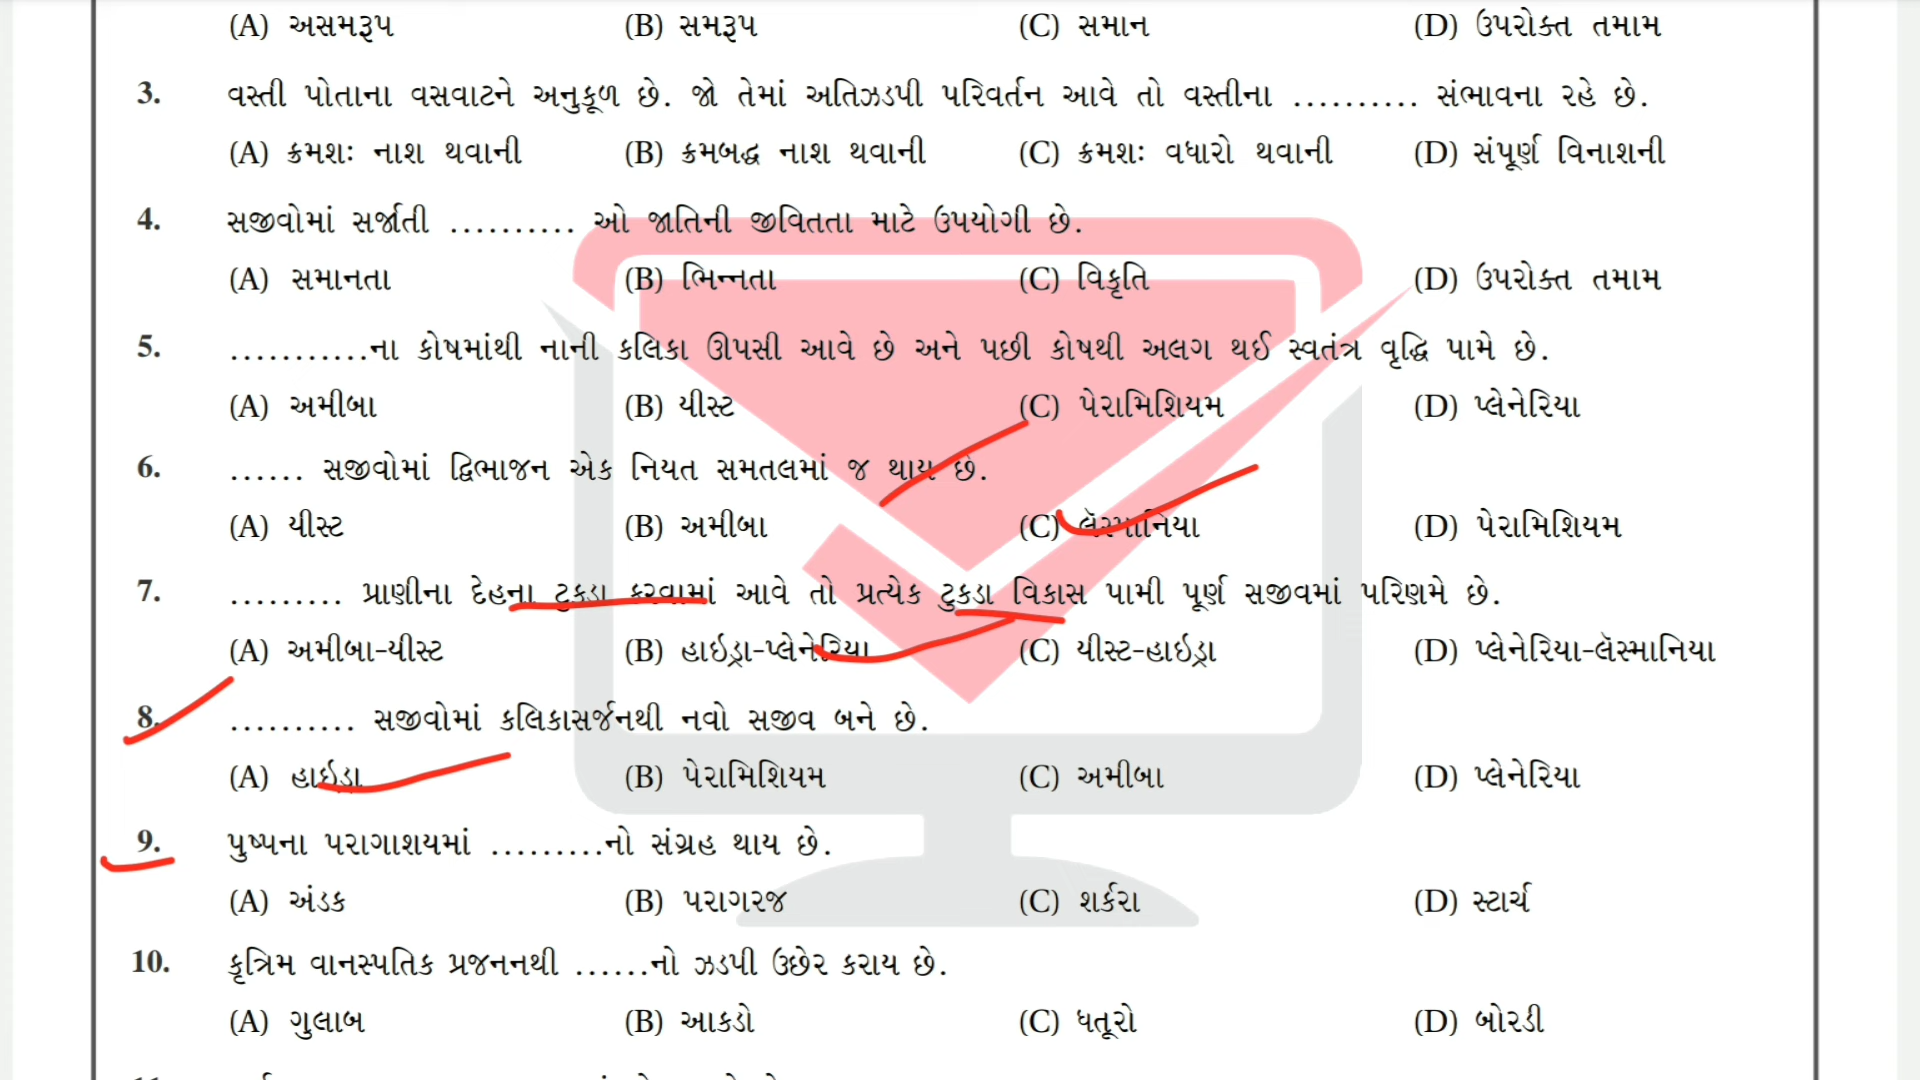 (A) અસમરૂપ (B) સમરૂપ (C) સમાન (D) ઉપરોક્ત તમામ
3. વસ્તી પોતાના વસવાટને અનુકૂળ છે. જો તેમાં અતિઝડપી પરિવર્તન આવે તો વસ્તીના .......... સંભાવના રહે છે.
(A) ક્રમશઃ નાશ થવાની (B) ક્રમબદ્ધ નાશ થવાની (C) ક્રમશઃ વધારો થવાની (D) સંપૂર્ણ વિનાશની
4. સજીવોમાં સર્જાતી .......... ઓ જાતિની જીવિતતા માટે ઉપયોગી છે.
(A) સમાનતા (B) ભિન્નતા (C) વિકૃતિ (D) ઉપરોક્ત તમામ
5. ...........ના કોષમાંથી નાની કલિકા ઊપસી આવે છે અને પછી કોષથી અલગ થઈ સ્વતંત્ર વૃદ્ધિ પામે છે.
(A) અમીબા (B) યીસ્ટ (C) પેરામિશિયમ (D) પ્લેનેરિયા
6. ...... સજીવોમાં દ્વિભાજન એક નિયત સમતલમાં જ થાય છે.
(A) યીસ્ટ (B) અમીબા (C) લૅસ્માનિયા (D) પેરામિશિયમ
7. ......... પ્રાણીના દેહના ટુકડા કરવામાં આવે તો પ્રત્યેક ટુકડા વિકાસ પામી પૂર્ણ સજીવમાં પરિણમે છે.
(A) અમીબા-યીસ્ટ (B) હાઇડ્રા-પ્લેનેરિયા (C) યીસ્ટ-હાઇડ્રા (D) પ્લેનેરિયા-લૅસ્માનિયા
8. .......... સજીવોમાં કલિકાસર્જનથી નવો સજીવ બને છે.
(A) હાઇડ્રા (B) પેરામિશિયમ (C) અમીબા (D) પ્લેનેરિયા
9. પુષ્પના પરાગાશયમાં .........નો સંગ્રહ થાય છે.
(A) અંડક (B) પરાગરજ (C) શર્કરા (D) સ્ટાર્ચ
10. કૃત્રિમ વાનસ્પતિક પ્રજનનથી ......નો ઝડપી ઉછેર કરાય છે.
(A) ગુલાબ (B) આકડો (C) ધતૂરો (D) બોરડી